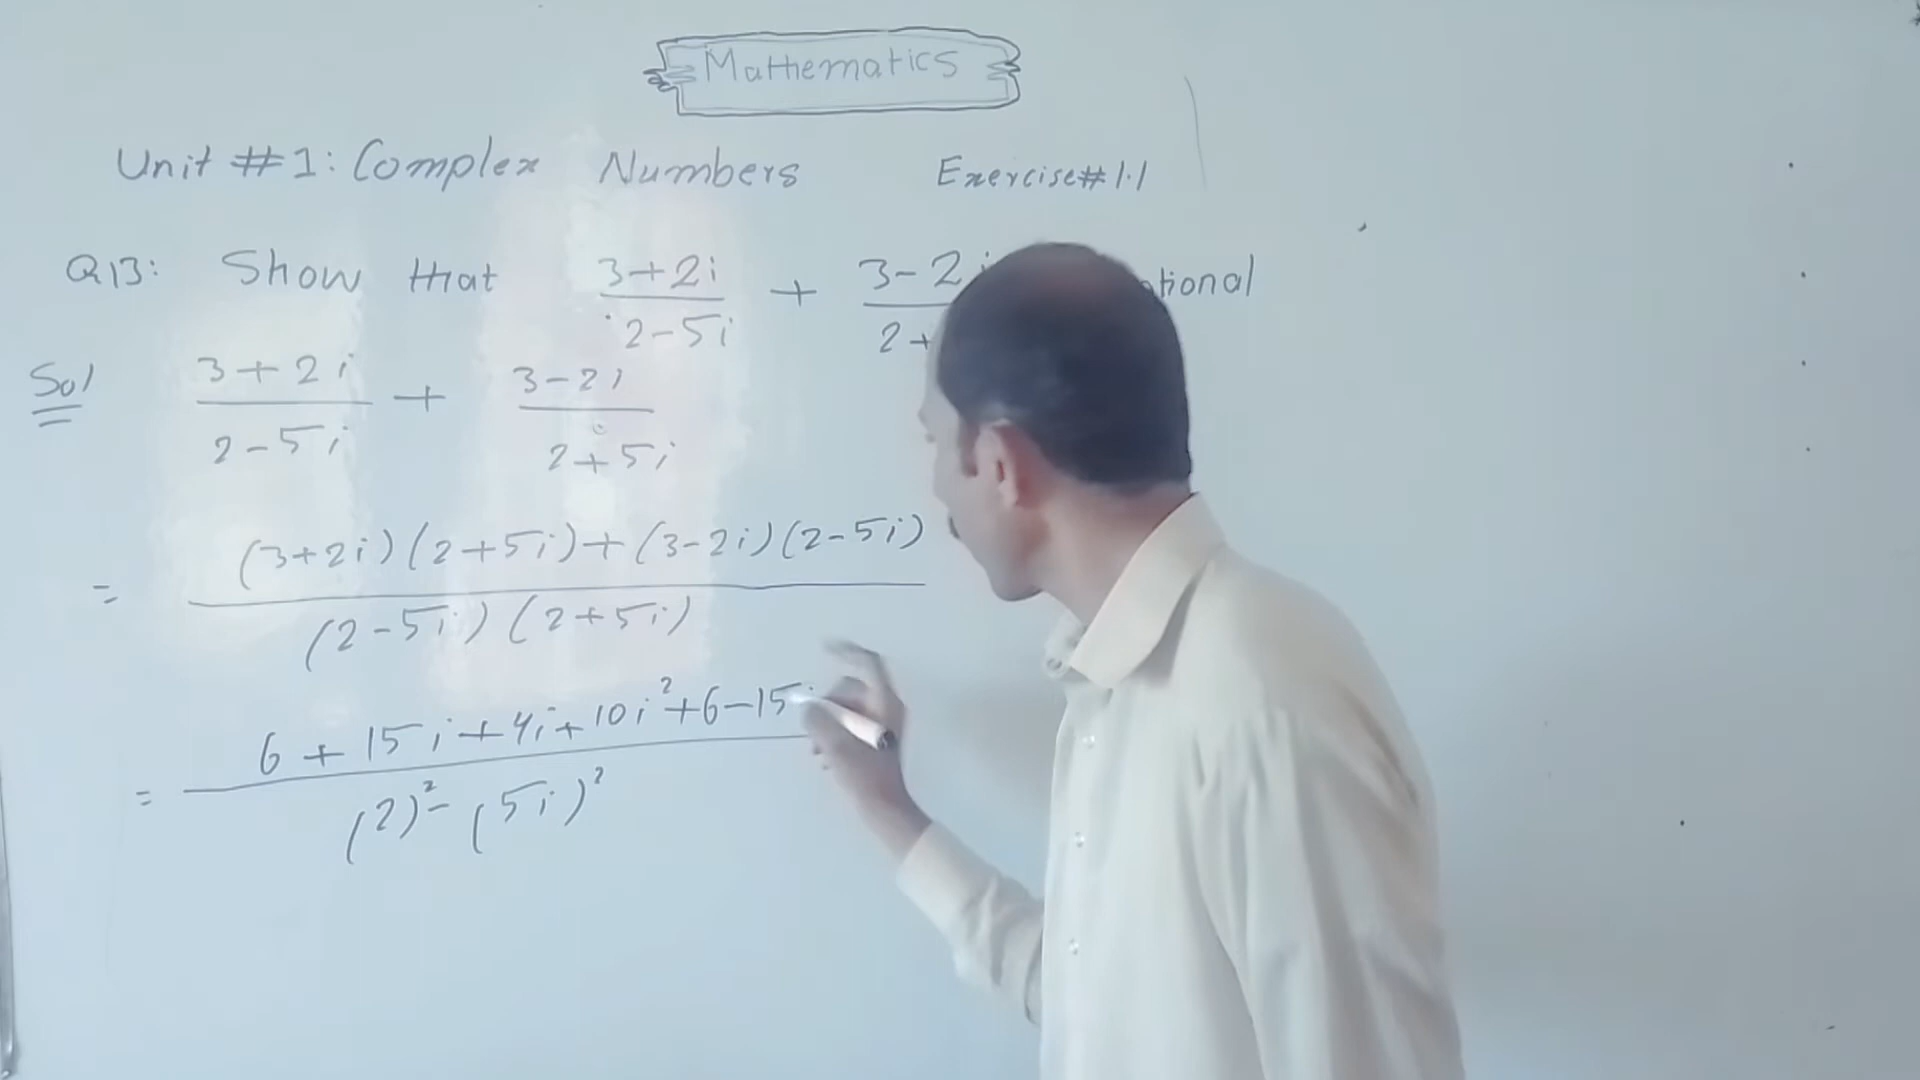 Mathematics
Unit #1: Complex Numbers Exercise#1.1
Q13: Show that 3+2i / 2-5i + 3-2i / 2+
Sol 3+2i / 2-5i + 3-2i / 2+5i
= (3+2i)(2+5i)+(3-2i)(2-5i) / (2-5i)(2+5i)
= 6+15i+4i+10i²+6-15i / (2)²-(5i)²